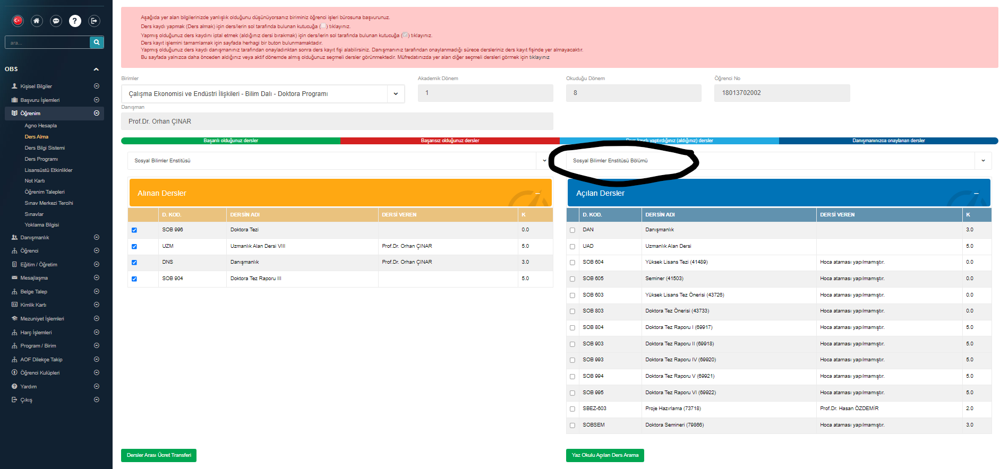 ara...
OBS
Kişisel Bilgiler
Başvuru İşlemleri
Öğrenim
Agno Hesapla
Ders Alma
Ders Bilgi Sistemi
Ders Programı
Lisansüstü Etkinlikler
Not Kartı
Öğrenim Talepleri
Sınav Merkezi Tercihi
Sınavlar
Yoklama Bilgisi
Danışmanlık
Öğrenci
Eğitim / Öğretim
Mesajlaşma
Belge Talep
Kimlik Kartı
Mezuniyet İşlemleri
Harç İşlemleri
Program / Birim
AOF Dilekçe Takip
Öğrenci Kulüpleri
Yardım
Çıkış
Aşağıda yer alan bilgilerinizde yanlışlık olduğunu düşünüyorsanız biriminiz öğrenci işleri bürosuna başvurunuz.
Ders kaydı yapmak (Ders almak) için ders/lerin sol tarafında bulunan kutucuğa ( ) tıklayınız.
Yapmış olduğunuz ders kaydını iptal etmek (aldığınız dersi bırakmak) için ders/lerin sol tarafında bulunan kutucuğa ( ) tıklayınız.
Ders kayıt işlemini tamamlamak için sayfada herhagi bir buton bulunmamaktadır.
Yapmış olduğunuz ders kaydı danışmanınız tarafından onayladınktan sonra ders kayıt fişi alabilirsiniz. Danışmanınız tarafından onaylanmadığı sürece dersleriniz ders kayıt fişinde yer almayacaktır.
Bu sayfada yalnızca daha önceden aldığınız veya aktif dönemde almış olduğunuz seçmeli dersler görünmektedir. Müfredatınızda yer alan diğer seçmeli dersleri görmek için tıklayınız
Birimler Akademik Dönem Okuduğu Dönem Öğrenci No
Çalışma Ekonomisi ve Endüstri İlişkileri - Bilim Dalı - Doktora Programı 1 8 18013702002
Danışman
Prof.Dr. Orhan ÇINAR
Başarılı olduğunuz dersler Başarısız olduğunuz dersler Ders kaydı yaptırdığınız (aldığınız) dersler Danışmanınızca onaylanan dersler
Sosyal Bilimler Enstitüsü
Alınan Dersler
D. KOD. DERSİN ADI DERSİ VEREN K
SOB 996 Doktora Tezi 0.0
UZM Uzmanlık Alan Dersi VIII Prof.Dr. Orhan ÇINAR 5.0
DNS Danışmanlık Prof.Dr. Orhan ÇINAR 3.0
SOB 904 Doktora Tez Raporu III 5.0
Dersler Arası Ücret Transferi
Sosyal Bilimler Enstitüsü Bölümü
Açılan Dersler
D. KOD. DERSİN ADI DERSİ VEREN K
DAN Danışmanlık 3.0
UAD Uzmanlık Alan Dersi 5.0
SOB 604 Yüksek Lisans Tezi (41489) Hoca ataması yapılmamıştır. 0.0
SOB 605 Seminer (41503) Hoca ataması yapılmamıştır. 0.0
SOB 603 Yüksek Lisans Tez Önerisi (43726) Hoca ataması yapılmamıştır. 0.0
SOB 803 Doktora Tez Önerisi (43733) Hoca ataması yapılmamıştır. 0.0
SOB 804 Doktora Tez Raporu I (69917) Hoca ataması yapılmamıştır. 5.0
SOB 903 Doktora Tez Raporu II (69918) Hoca ataması yapılmamıştır. 5.0
SOB 993 Doktora Tez Raporu IV (69920) Hoca ataması yapılmamıştır. 5.0
SOB 994 Doktora Tez Raporu V (69921) Hoca ataması yapılmamıştır. 5.0
SOB 995 Doktora Tez Raporu VI (69922) Hoca ataması yapılmamıştır. 5.0
SBEZ-603 Proje Hazırlama (73718) Prof.Dr. Hasan ÖZDEMİR 2.0
SOBSEM Doktora Semineri (79866) Hoca ataması yapılmamıştır. 3.0
Yaz Okulu Açılan Ders Arama